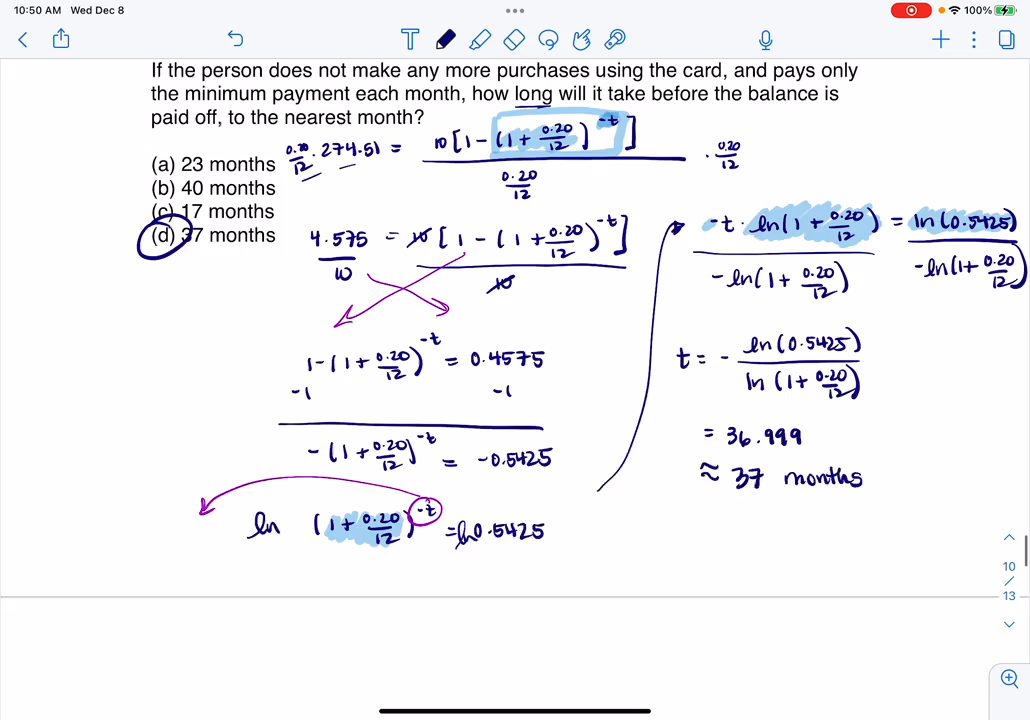 10:50 AM Wed Dec 8
100%
If the person does not make any more purchases using the card, and pays only
the minimum payment each month, how long will it take before the balance is
paid off, to the nearest month?
(a) 23 months
(b) 40 months
(c) 17 months
(d) 37 months
0.20/12 · 274.51 = 10[1 - (1 + 0.20/12)^-t] / 0.20/12 · 0.20/12
4.575/10 = 10[1 - (1 + 0.20/12)^-t] / 10
1 - (1 + 0.20/12)^-t = 0.4575
-1 -1
-(1 + 0.20/12)^-t = -0.5425
ln (1 + 0.20/12)^-t = ln 0.5425
-t · ln(1 + 0.20/12) / -ln(1 + 0.20/12) = ln(0.5425) / -ln(1 + 0.20/12)
t = - ln(0.5425) / ln(1 + 0.20/12)
= 36.999
≈ 37 months
10
/
13